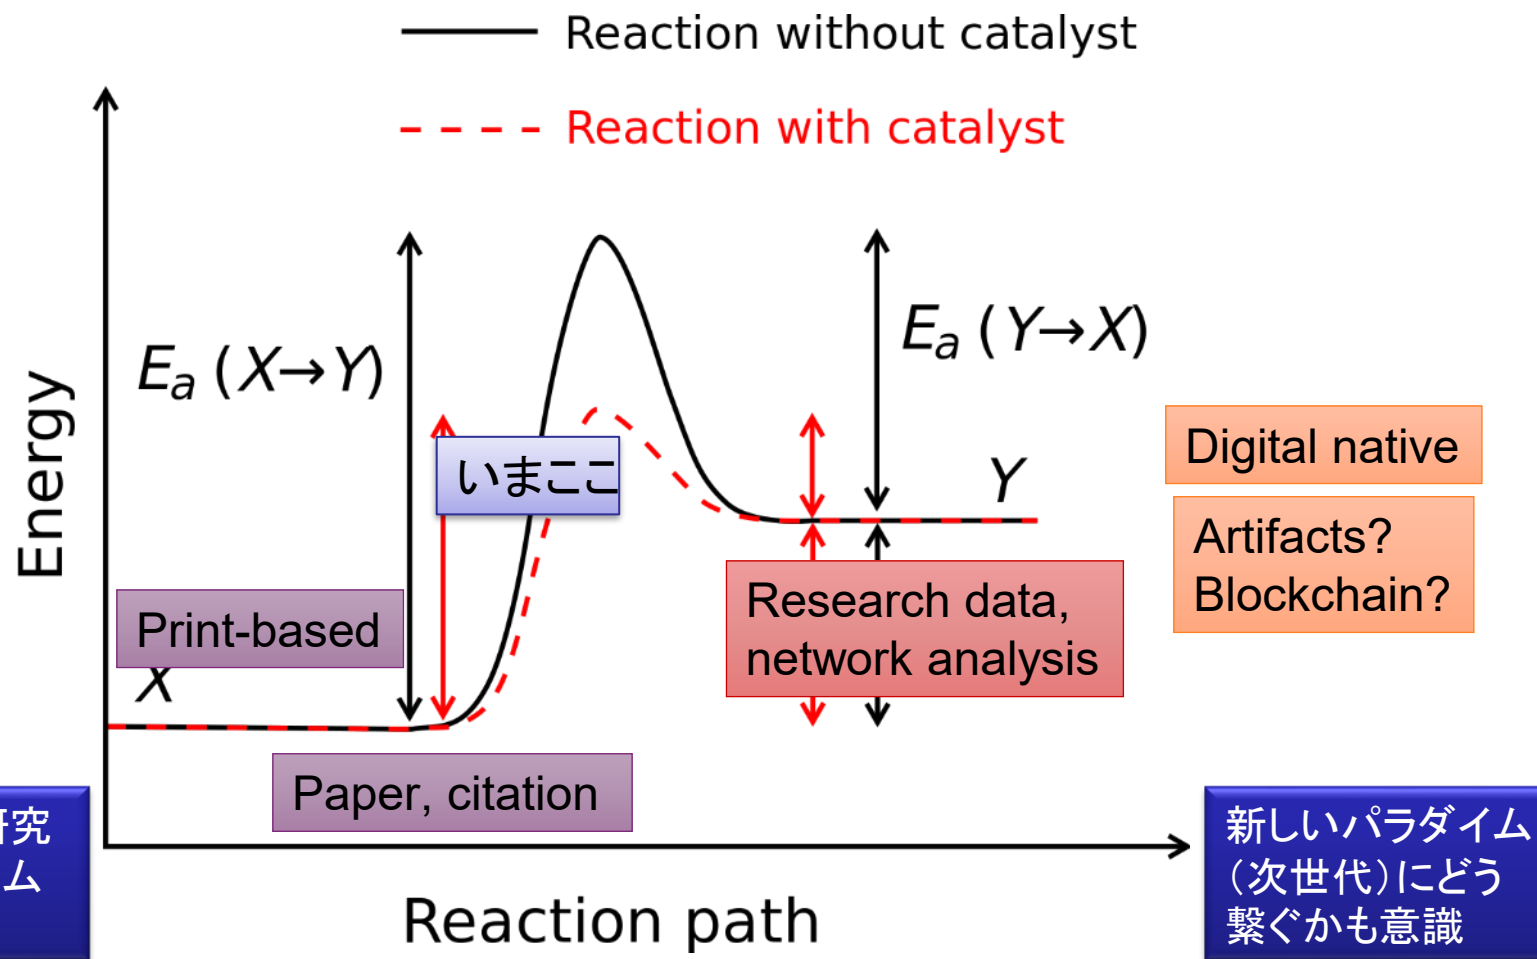 Reaction without catalyst
Reaction with catalyst
Energy
Ea (X→Y)
Ea (Y→X)
いまここ
Y
Digital native
Artifacts?
Blockchain?
Print-based
X
Research data,
network analysis
Paper, citation
究
ム
新しいパラダイム
（次世代）にどう
繋ぐかも意識
Reaction path